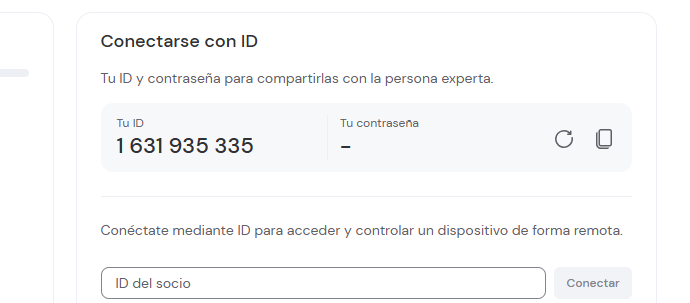 Conectarse con ID
Tu ID y contraseña para compartirlas con la persona experta.
Tu ID
Tu contraseña
1 631 935 335
-
Conéctate mediante ID para acceder y controlar un dispositivo de forma remota.
ID del socio
Conectar